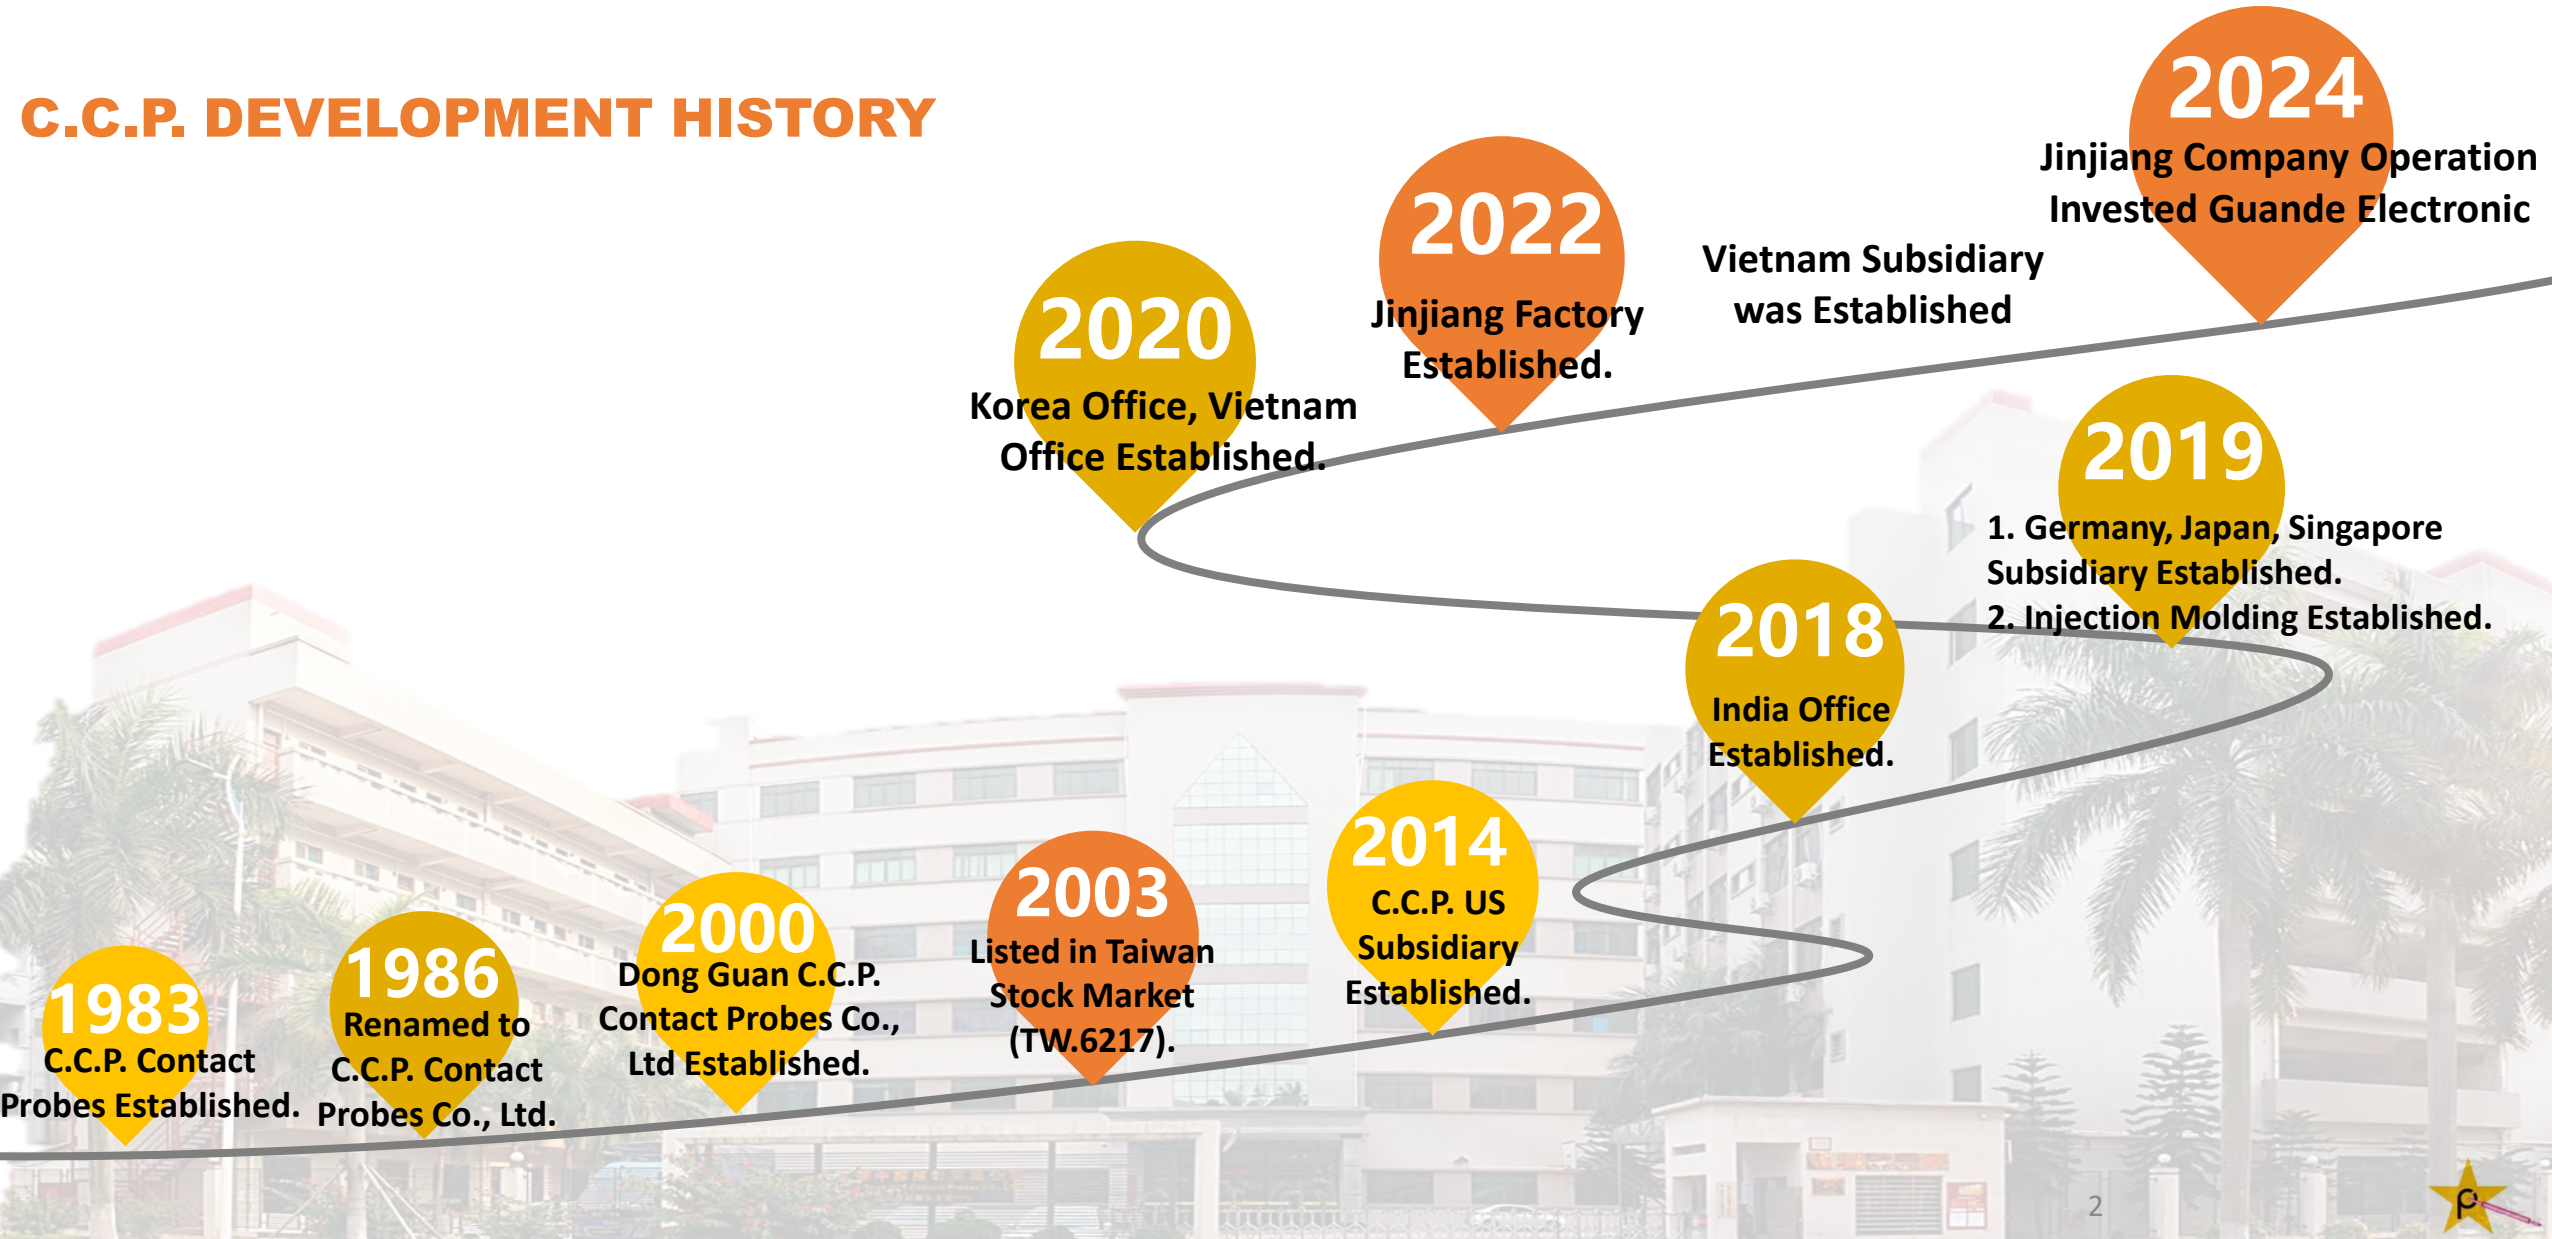 C.C.P. DEVELOPMENT HISTORY
1983
C.C.P. Contact
Probes Established.
1986
Renamed to
C.C.P. Contact
Probes Co., Ltd.
2000
Dong Guan C.C.P.
Contact Probes Co.,
Ltd Established.
2003
Listed in Taiwan
Stock Market
(TW.6217).
2014
C.C.P. US
Subsidiary
Established.
2018
India Office
Established.
2019
1. Germany, Japan, Singapore
Subsidiary Established.
2. Injection Molding Established.
2020
Korea Office, Vietnam
Office Established.
2022
Jinjiang Factory
Established.
Vietnam Subsidiary
was Established
2024
Jinjiang Company Operation
Invested Guande Electronic
2